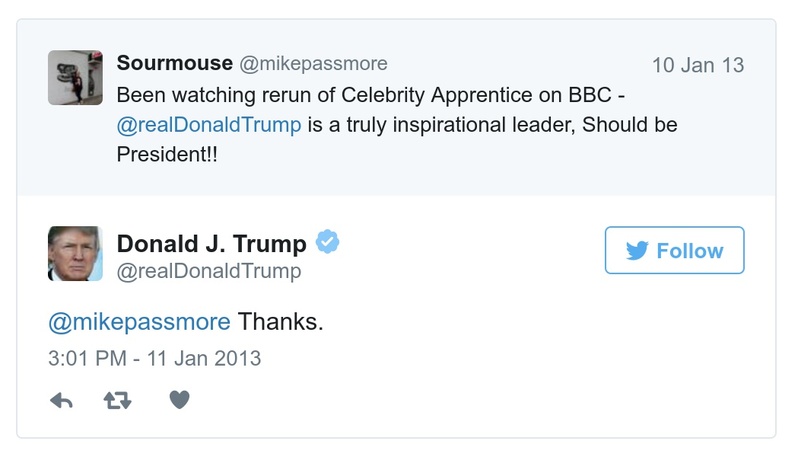 Sourmouse @mikepassmore 10 Jan 13
Been watching rerun of Celebrity Apprentice on BBC -
@realDonaldTrump is a truly inspirational leader, Should be
President!!
Donald J. Trump
@realDonaldTrump
Follow
@mikepassmore Thanks.
3:01 PM - 11 Jan 2013